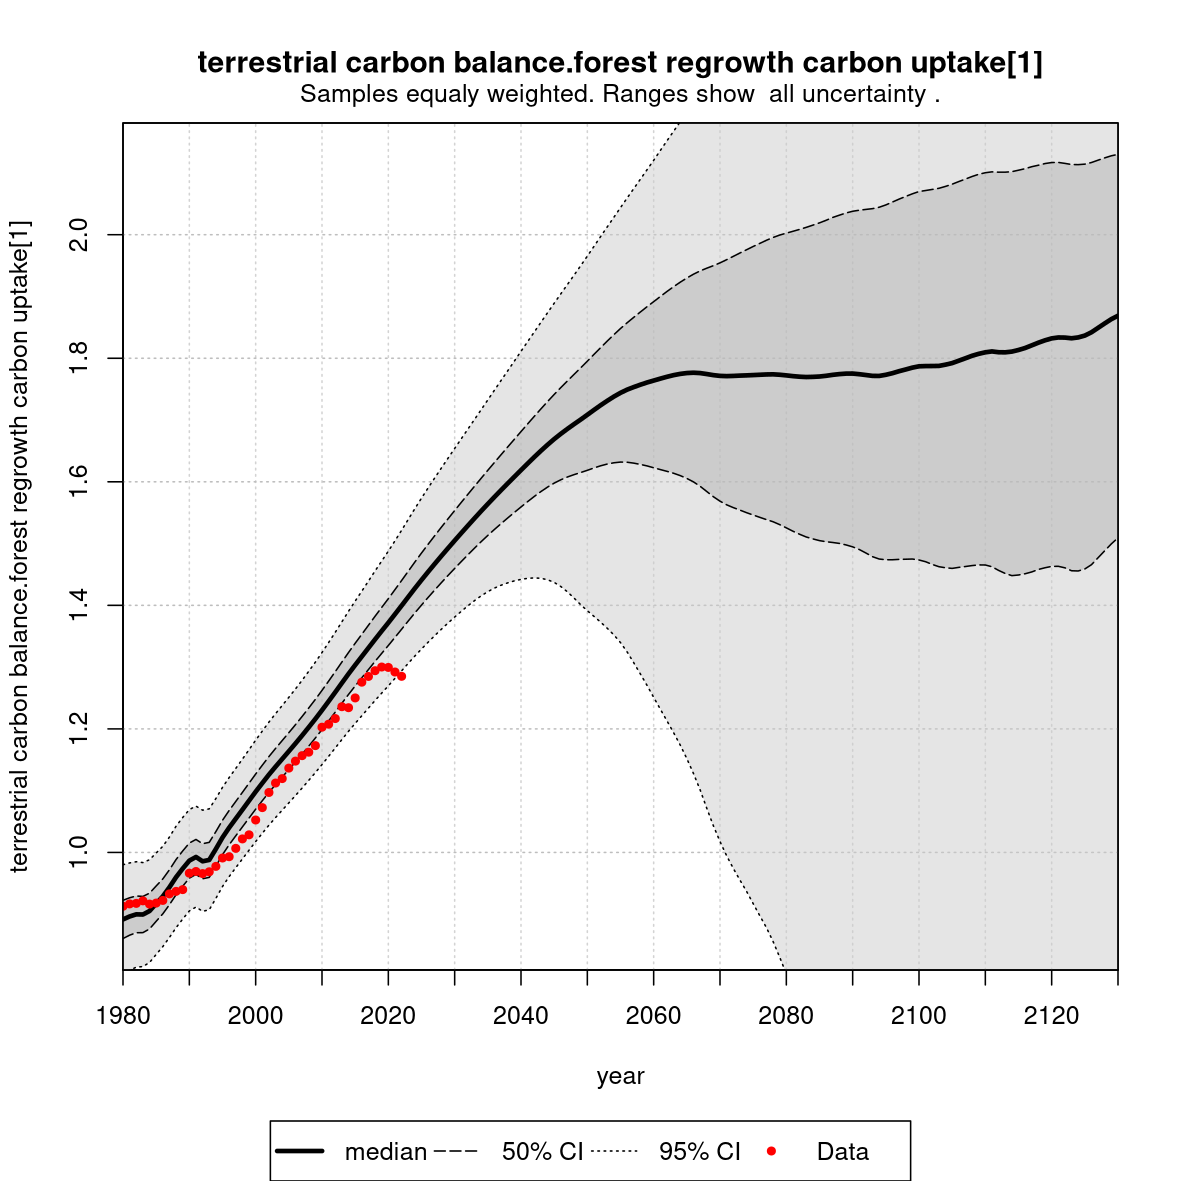 terrestrial carbon balance.forest regrowth carbon uptake[1]
Samples equaly weighted. Ranges show  all uncertainty .
terrestrial carbon balance.forest regrowth carbon uptake[1]
2.0
1.8
1.6
1.4
1.2
1.0
1980 2000 2020 2040 2060 2080 2100 2120
year
median 50% CI 95% CI Data